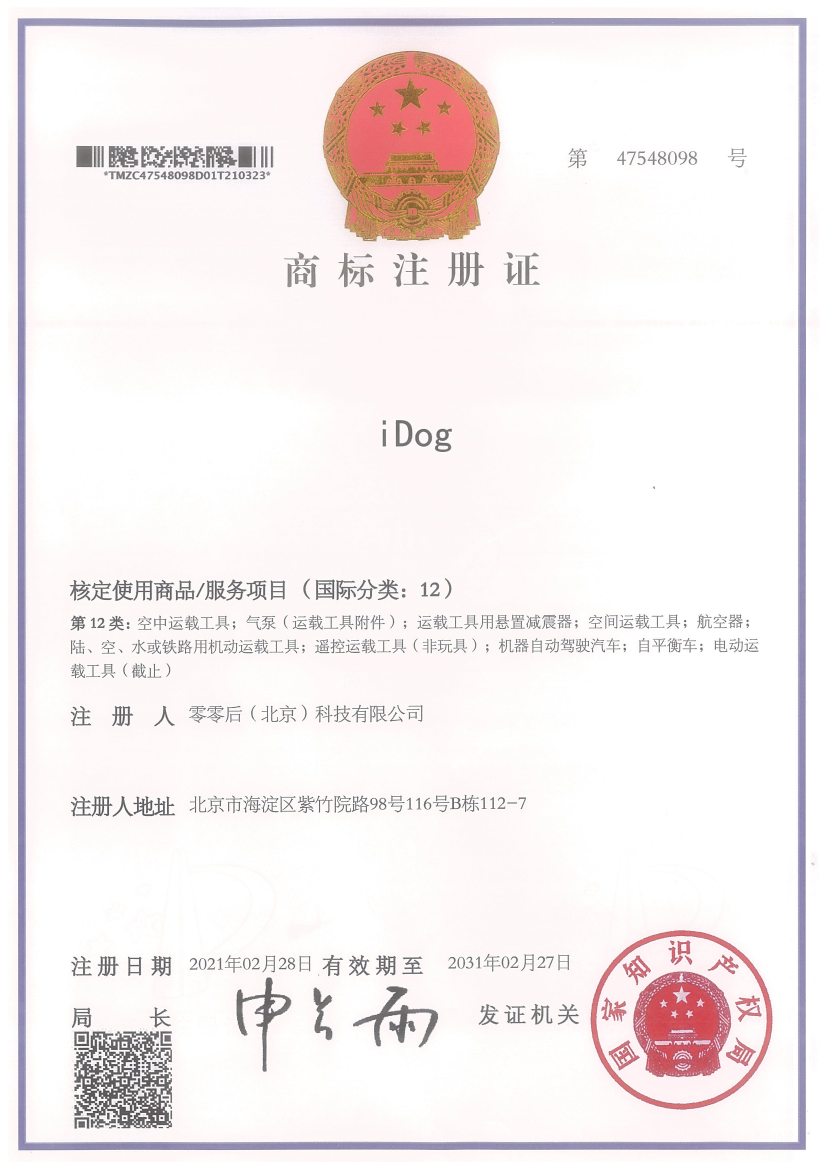 *TMZC47548098D01T210323*
第 47548098 号
商标注册证
iDog
核定使用商品/服务项目（国际分类：12）
第12类：空中运载工具；气泵（运载工具附件）；运载工具用悬置减震器；空间运载工具；航空器；
陆、空、水或铁路用机动运载工具；遥控运载工具（非玩具）；机器自动驾驶汽车；自平衡车；电动运
载工具（截止）
注册人 零零后（北京）科技有限公司
注册人地址 北京市海淀区紫竹院路98号116号B栋112-7
注册日期 2021年02月28日 有效期至 2031年02月27日
局长 申长雨 发证机关
国家知识产权局